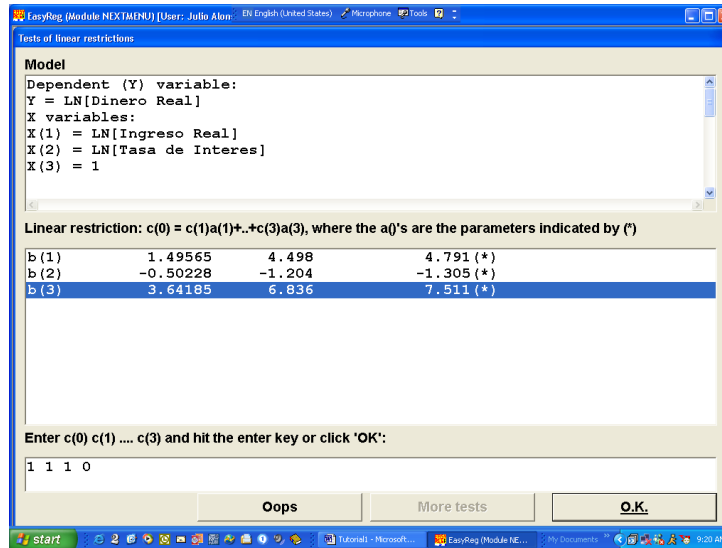 EasyReg (Module NEXTMENU) [User: Julio Alon
EN English (United States) Microphone Tools
Tests of linear restrictions
Model
Dependent (Y) variable:
Y = LN[Dinero Real]
X variables:
X(1) = LN[Ingreso Real]
X(2) = LN[Tasa de Interes]
X(3) = 1
Linear restriction: c(0) = c(1)a(1)+..+c(3)a(3), where the a()'s are the parameters indicated by (*)
b(1) 1.49565 4.498 4.791(*)
b(2) -0.50228 -1.204 -1.305(*)
b(3) 3.64185 6.836 7.511(*)
Enter c(0) c(1) .... c(3) and hit the enter key or click 'OK':
1 1 1 0
Oops
More tests
O.K.
start
Tutorial1 - Microsoft...
EasyReg (Module NE...
My Documents
9:20 AM